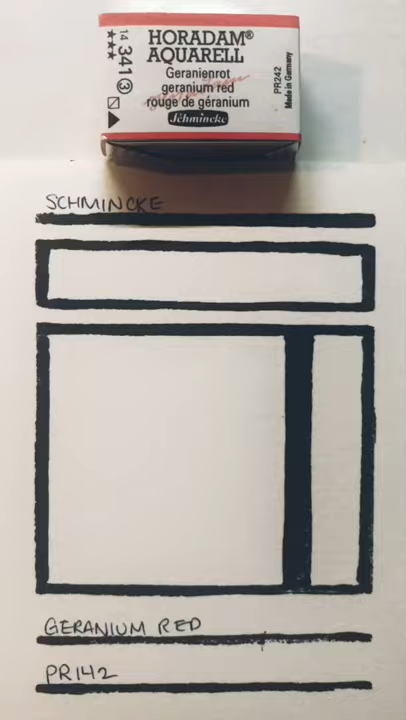 HORADAM®
AQUARELL
Geranienrot
geranium red
rouge de géranium
Schmincke
14 341 3
PR242
Made in Germany
SCHMINCKE
GERANIUM RED
PR142